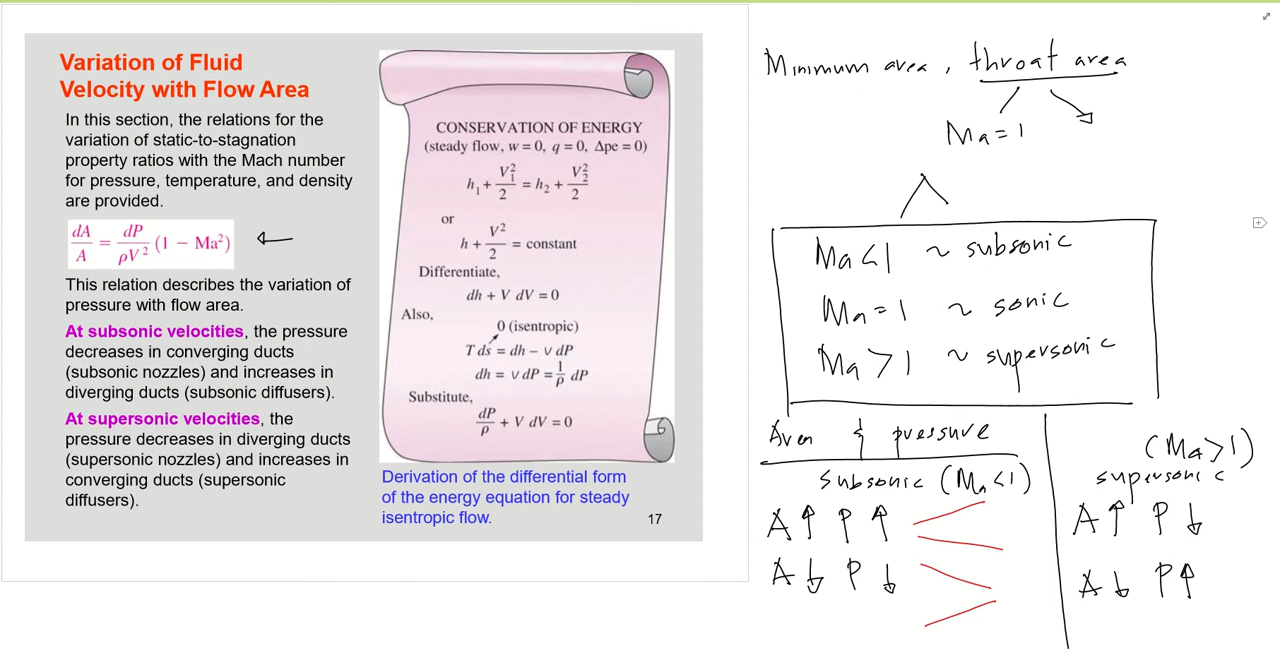 Variation of Fluid
Velocity with Flow Area
In this section, the relations for the
variation of static-to-stagnation
property ratios with the Mach number
for pressure, temperature, and density
are provided.
dA/A = dP/ρV² (1 − Ma²)
This relation describes the variation of
pressure with flow area.
At subsonic velocities, the pressure
decreases in converging ducts
(subsonic nozzles) and increases in
diverging ducts (subsonic diffusers).
At supersonic velocities, the
pressure decreases in diverging ducts
(supersonic nozzles) and increases in
converging ducts (supersonic
diffusers).
CONSERVATION OF ENERGY
(steady flow, w = 0, q = 0, Δpe = 0)
h₁ + V₁²/2 = h₂ + V₂²/2
or
h + V²/2 = constant
Differentiate,
dh + V dV = 0
Also,
0 (isentropic)
T ds = dh − v dP
dh = v dP = 1/ρ dP
Substitute,
dP/ρ + V dV = 0
Derivation of the differential form
of the energy equation for steady
isentropic flow.
17
Minimum area, throat area
Ma = 1
Ma < 1 ~ subsonic
Ma = 1 ~ sonic
Ma > 1 ~ supersonic
Area & pressure
subsonic (Ma < 1)
A ↑ P ↑
A ↓ P ↓
(Ma > 1)
supersonic
A ↑ P ↓
A ↓ P ↑